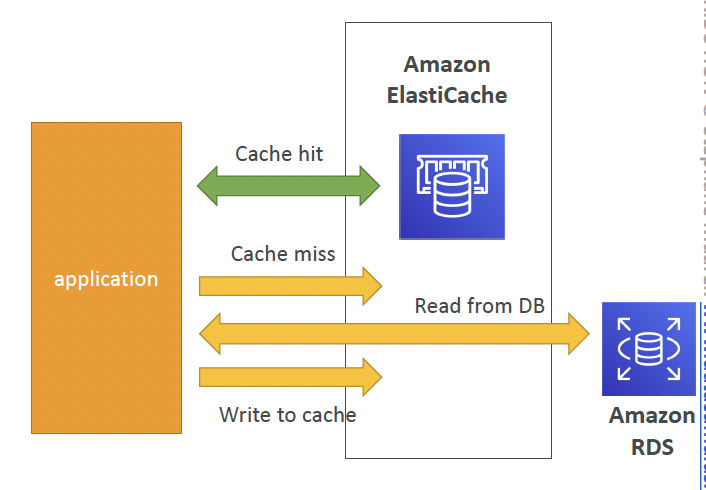 Amazon
ElastiCache
Cache hit
Cache miss
application
Read from DB
Write to cache
Amazon
RDS